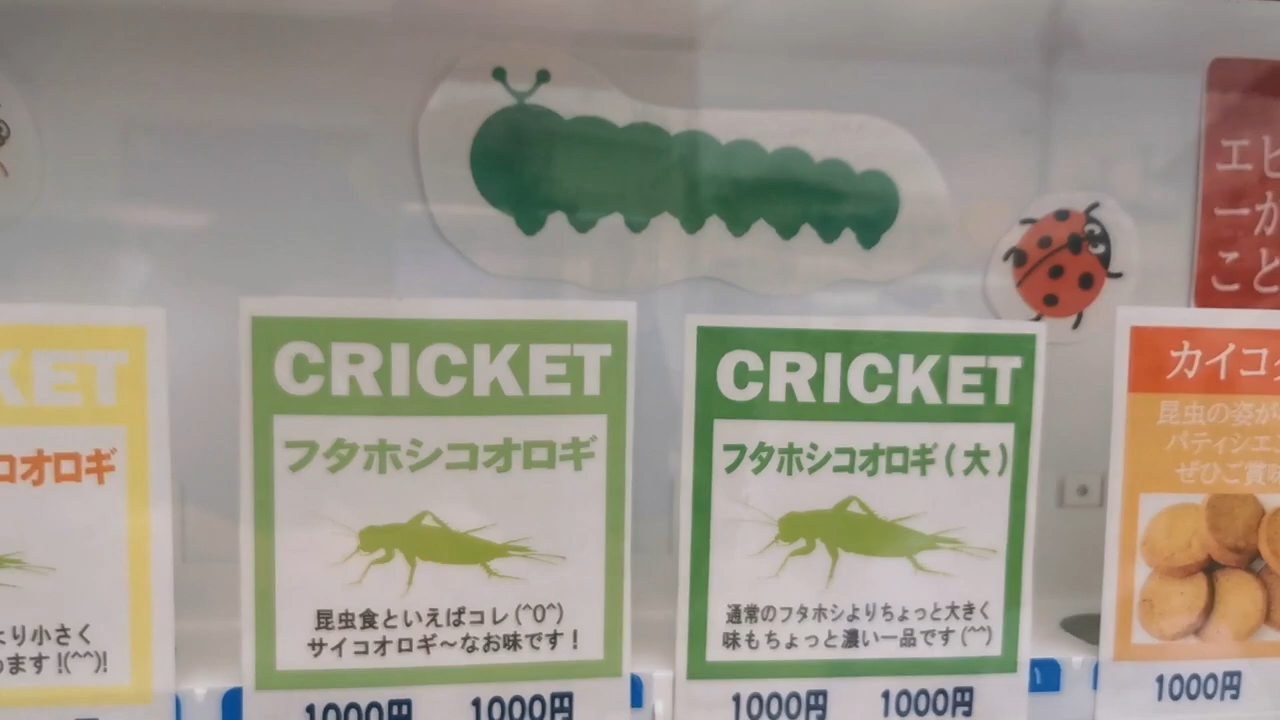 エビ
ーか
こと
KET
コオロギ
より小さく
ます!(^^)!
CRICKET
フタホシコオロギ
昆虫食といえばコレ(^O^)
サイコオロギ～なお味です！
1000円 1000円
CRICKET
フタホシコオロギ(大)
通常のフタホシよりちょっと大きく
味もちょっと濃い一品です(^^)
1000円 1000円
カイコ
昆虫の姿が
パティシエ
ぜひご賞味
1000円